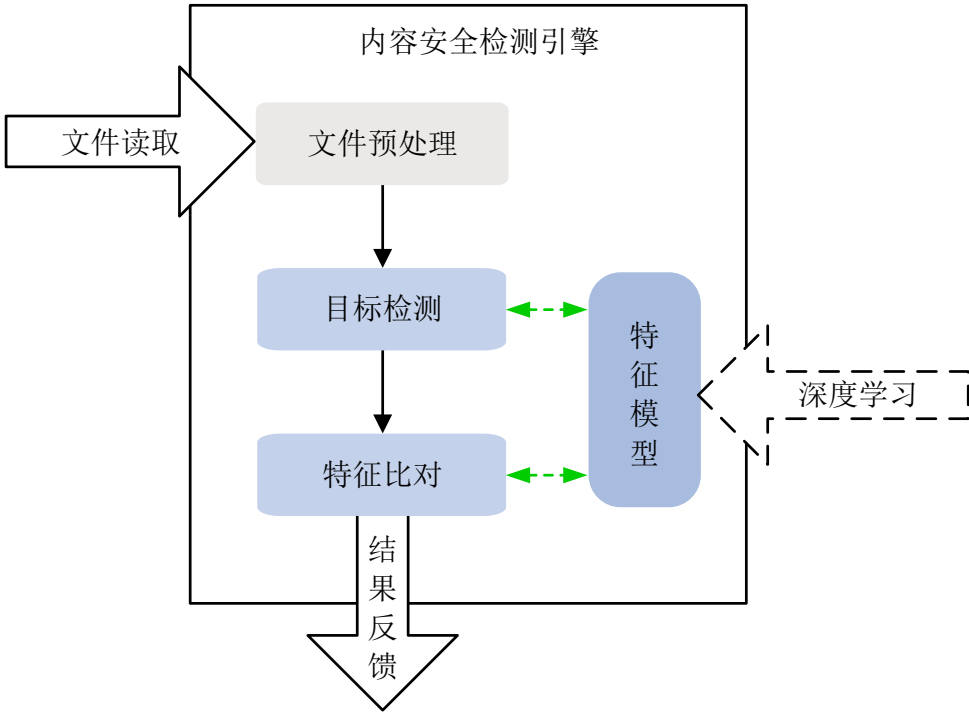 内容安全检测引擎
文件读取
文件预处理
目标检测
特征模型
深度学习
特征比对
结果反馈